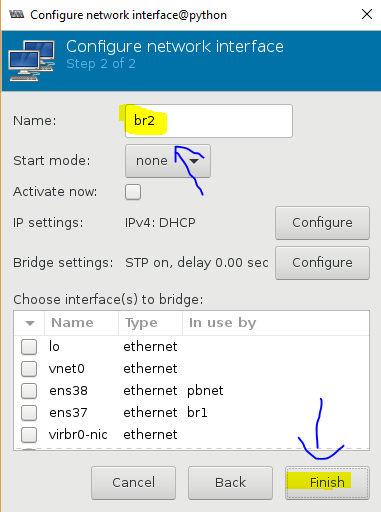 Configure network interface@python
Configure network interface
Step 2 of 2
Name: br2
Start mode: none
Activate now:
IP settings: IPv4: DHCP Configure
Bridge settings: STP on, delay 0.00 sec Configure
Choose interface(s) to bridge:
Name Type In use by
lo ethernet
vnet0 ethernet
ens38 ethernet pbnet
ens37 ethernet br1
virbr0-nic ethernet
Cancel Back Finish